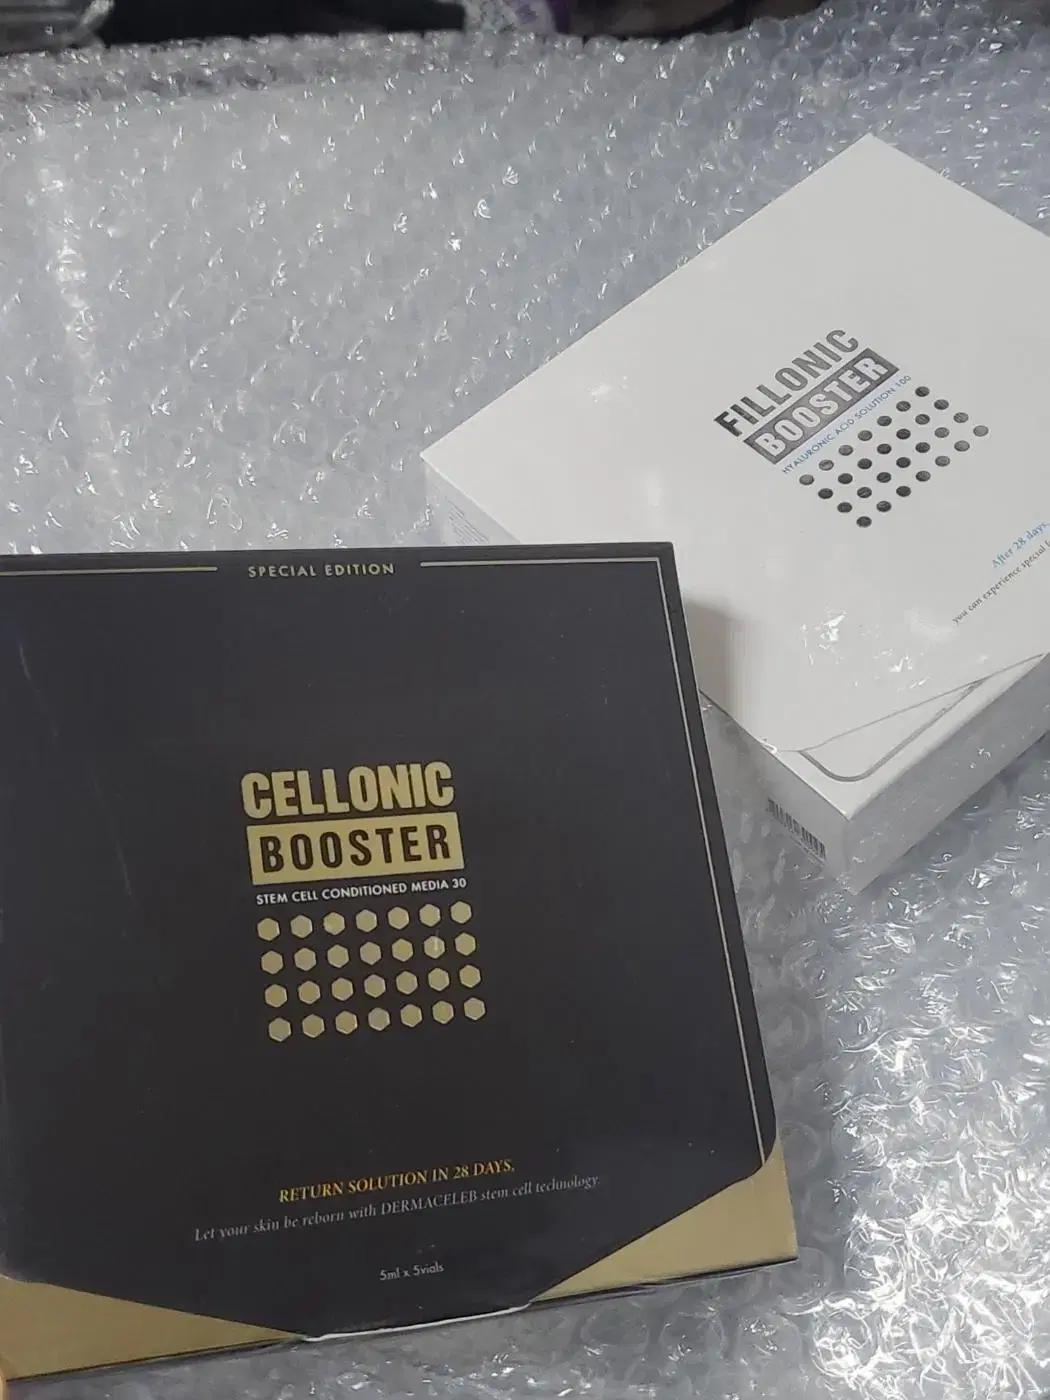 FILLONIC
BOOSTER
HYALURONIC ACID SOLUTION 100
After 28 days,
you can experience special
SPECIAL EDITION
CELLONIC
BOOSTER
STEM CELL CONDITIONED MEDIA 30
RETURN SOLUTION IN 28 DAYS.
Let your skin be reborn with DERMACELEB stem cell technology.
5ml x 5vials